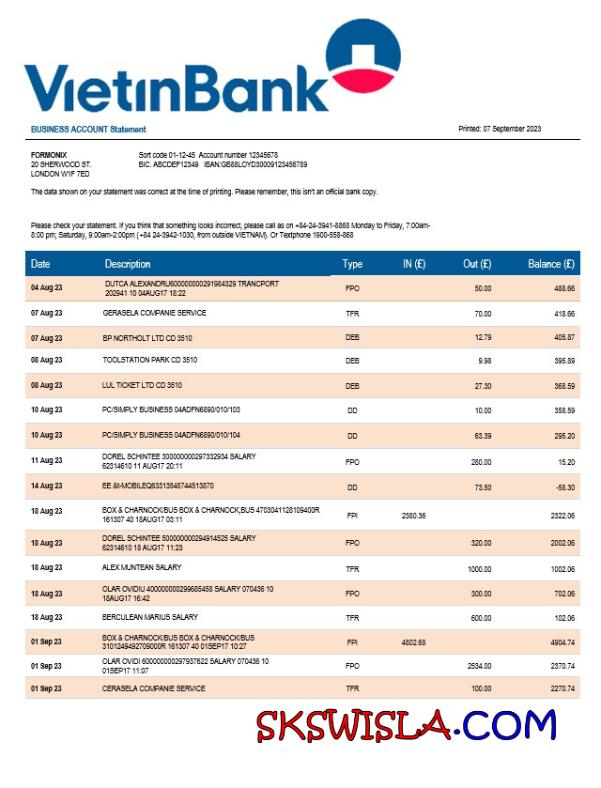 VietinBank
BUSINESS ACCOUNT Statement
Printed: 07 September 2023
FORMONIX
20 SHERWOOD ST.
LONDON W1F 7ED
Sort code 01-12-45 Account number 12345678
BIC. ABCDEF12349 IBAN:GB88LOYD30009123456789
The data shown on your statement was correct at the time of printing. Please remember, this isn't an official bank copy.
Please check your statement. If you think that something looks incorrect, please call as on +84-24-3941-8868 Monday to Friday, 7:00am-
8:00 pm; Saturday, 9:00am-2:00pm (+84 24-3942-1030, from outside VIETNAM). Or Textphone 1900-558-868
Date Description Type IN (£) Out (£) Balance (£)
04 Aug 23 DUTCA ALEXANDRU600000000291984329 TRANCPORT FPO 50.00 488.66
202941 10 04AUG17 18:22
07 Aug 23 GERASELA COMPANIE SERVICE TFR 70.00 418.66
07 Aug 23 BP NORTHOLT LTD CD 3510 DEB 12.79 405.87
08 Aug 23 TOOLSTATION PARK CD 3510 DEB 9.98 395.89
08 Aug 23 LUL TICKET LTD CD 3510 DEB 27.30 368.59
10 Aug 23 PC/SIMPLY BUSINESS 04ADFN6890/010/103 DD 10.00 358.59
10 Aug 23 PC/SIMPLY BUSINESS 04ADFN6890/010/104 DD 63.39 295.20
11 Aug 23 DOREL SCHINTEE 300000000297332934 SALARY FPO 280.00 15.20
62314610 11 AUG17 20:11
14 Aug 23 EE &t-MOBILEQ63313648744513870 DD 73.50 -58.30
18 Aug 23 BOX & CHARNOCK/BUS BOX & CHARNOCK,BUS 4703041128109400R FPI 2380.36 2322.06
161307 40 18AUG17 03:11
18 Aug 23 DOREL SCHINTEE 500000000294914525 SALARY FPO 320.00 2002.06
62314610 18 AUG17 11:23
18 Aug 23 ALEX MUNTEAN SALARY TFR 1000.00 1002.06
18 Aug 23 OLAR OVIDIU 400000000299685458 SALARY 070436 10 FPO 300.00 702.06
18AUG17 16:42
18 Aug 23 BERCULEAN MARIUS SALARY TFR 600.00 102.06
01 Sep 23 BOX & CHARNOCK/BUS BOX & CHARNOCK/BUS FPI 4802.68 4904.74
3101249492709000R 161307 40 01SEP17 10:27
01 Sep 23 OLAR OVIDI 600000000297937622 SALARY 070436 10 FPO 2534.00 2370.74
01SEP17 11:07
01 Sep 23 CERASELA COMPANIE SERVICE TFR 100.00 2270.74
SKSWISLA.COM